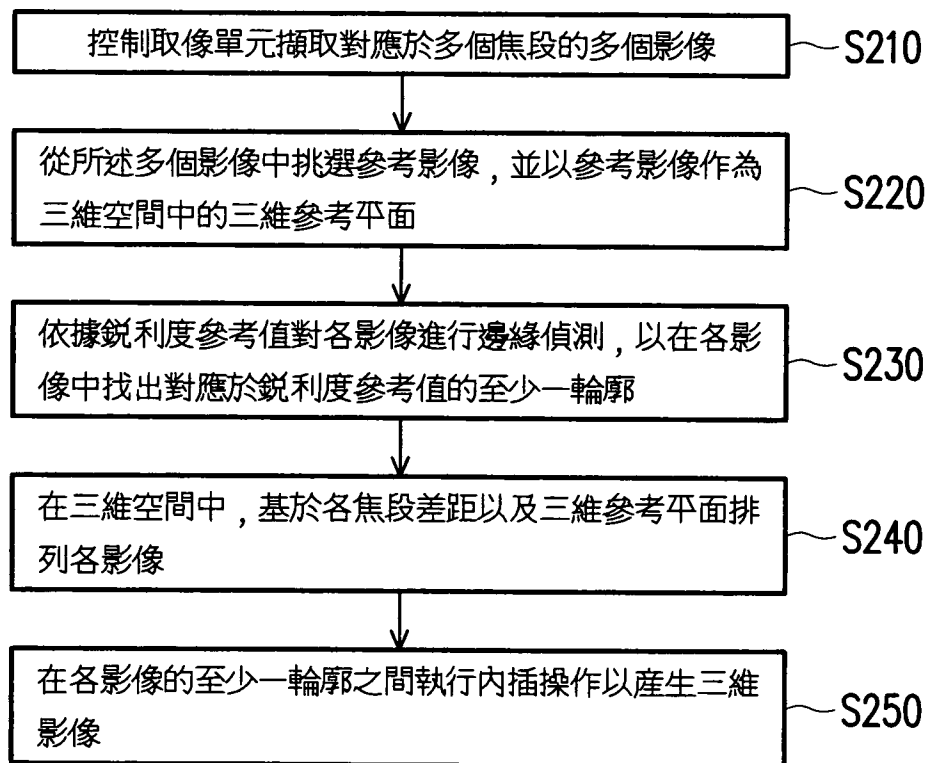 控制取像單元擷取對應於多個焦段的多個影像
S210
從所述多個影像中挑選參考影像，並以參考影像作為
三維空間中的三維參考平面
S220
依據銳利度參考值對各影像進行邊緣偵測，以在各影
像中找出對應於銳利度參考值的至少一輪廓
S230
在三維空間中，基於各焦段差距以及三維參考平面排
列各影像
S240
在各影像的至少一輪廓之間執行內插操作以產生三維
影像
S250